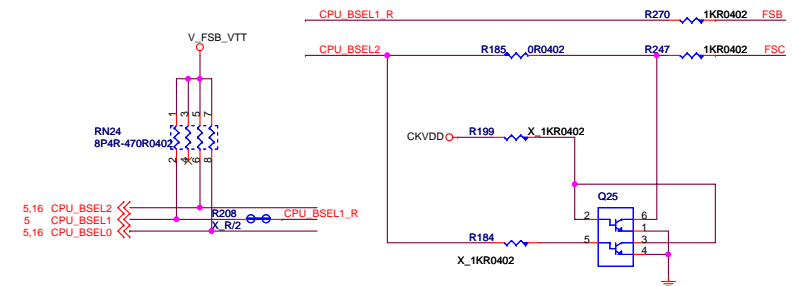 CPU_BSEL1_R R270 1KR0402 FSB
V_FSB_VTT
CPU_BSEL2 R185 0R0402 R247 1KR0402 FSC
1 3 5 7
RN24
8P4R-470R0402
2 4 6 8
CKVDD R199 X_1KR0402
Q25
5,16 CPU_BSEL2
5 CPU_BSEL1 R208 CPU_BSEL1_R
5,16 CPU_BSEL0 X_R/2
2 6
1
5 3
4
R184
X_1KR0402